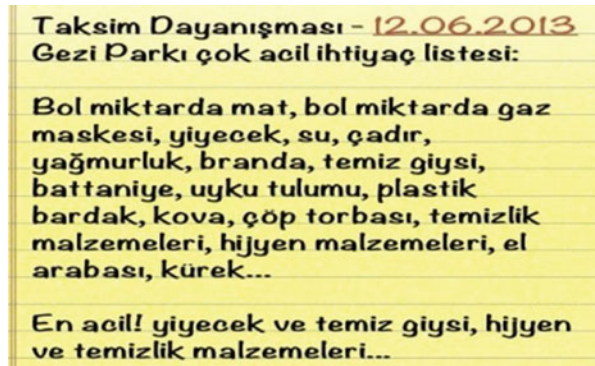 Taksim Dayanışması - 12.06.2013
Gezi Parkı çok acil ihtiyaç listesi:
Bol miktarda mat, bol miktarda gaz
maskesi, yiyecek, su, çadır,
yağmurluk, branda, temiz giysi,
battaniye, uyku tulumu, plastik
bardak, kova, çöp torbası, temizlik
malzemeleri, hijyen malzemeleri, el
arabası, kürek...
En acil! yiyecek ve temiz giysi, hijyen
ve temizlik malzemeleri...